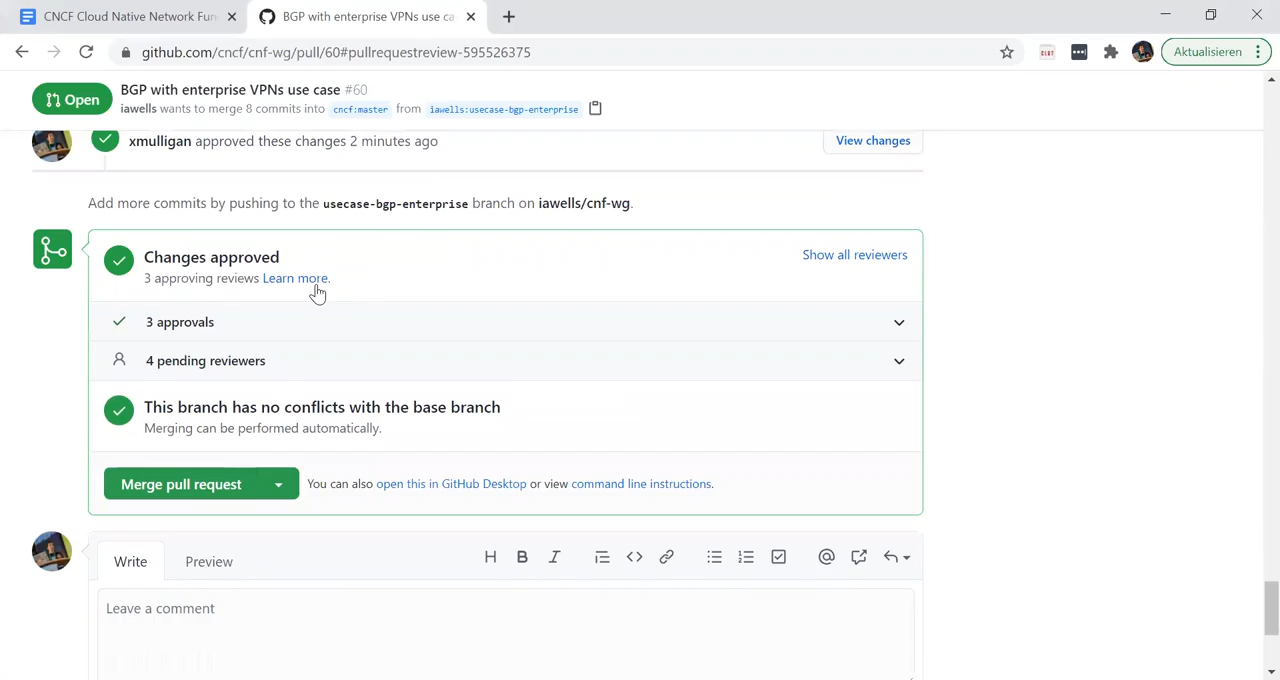 CNCF Cloud Native Network Fun
BGP with enterprise VPNs use ca
github.com/cncf/cnf-wg/pull/60#pullrequestreview-595526375
Aktualisieren
Open
BGP with enterprise VPNs use case #60
iawells wants to merge 8 commits into cncf:master from iawells:usecase-bgp-enterprise
xmulligan approved these changes 2 minutes ago
View changes
Add more commits by pushing to the usecase-bgp-enterprise branch on iawells/cnf-wg.
Changes approved
Show all reviewers
3 approving reviews Learn more.
3 approvals
4 pending reviewers
This branch has no conflicts with the base branch
Merging can be performed automatically.
Merge pull request
You can also open this in GitHub Desktop or view command line instructions.
Write
Preview
Leave a comment